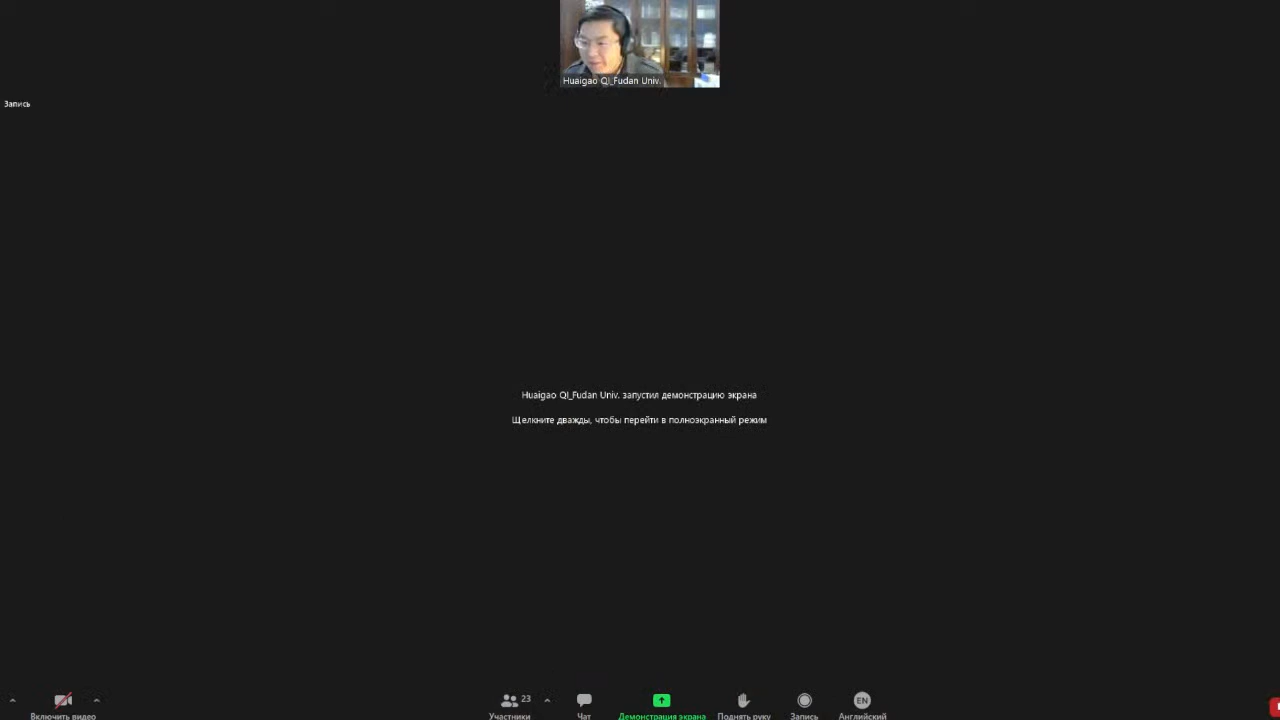 Huaigao QI_Fudan Univ.
Запись
Huaigao QI_Fudan Univ. запустил демонстрацию экрана
Щелкните дважды, чтобы перейти в полноэкранный режим
23
EN
Включить видео
Участники
Чат
Демонстрация экрана
Поднять руку
Запись
Английский